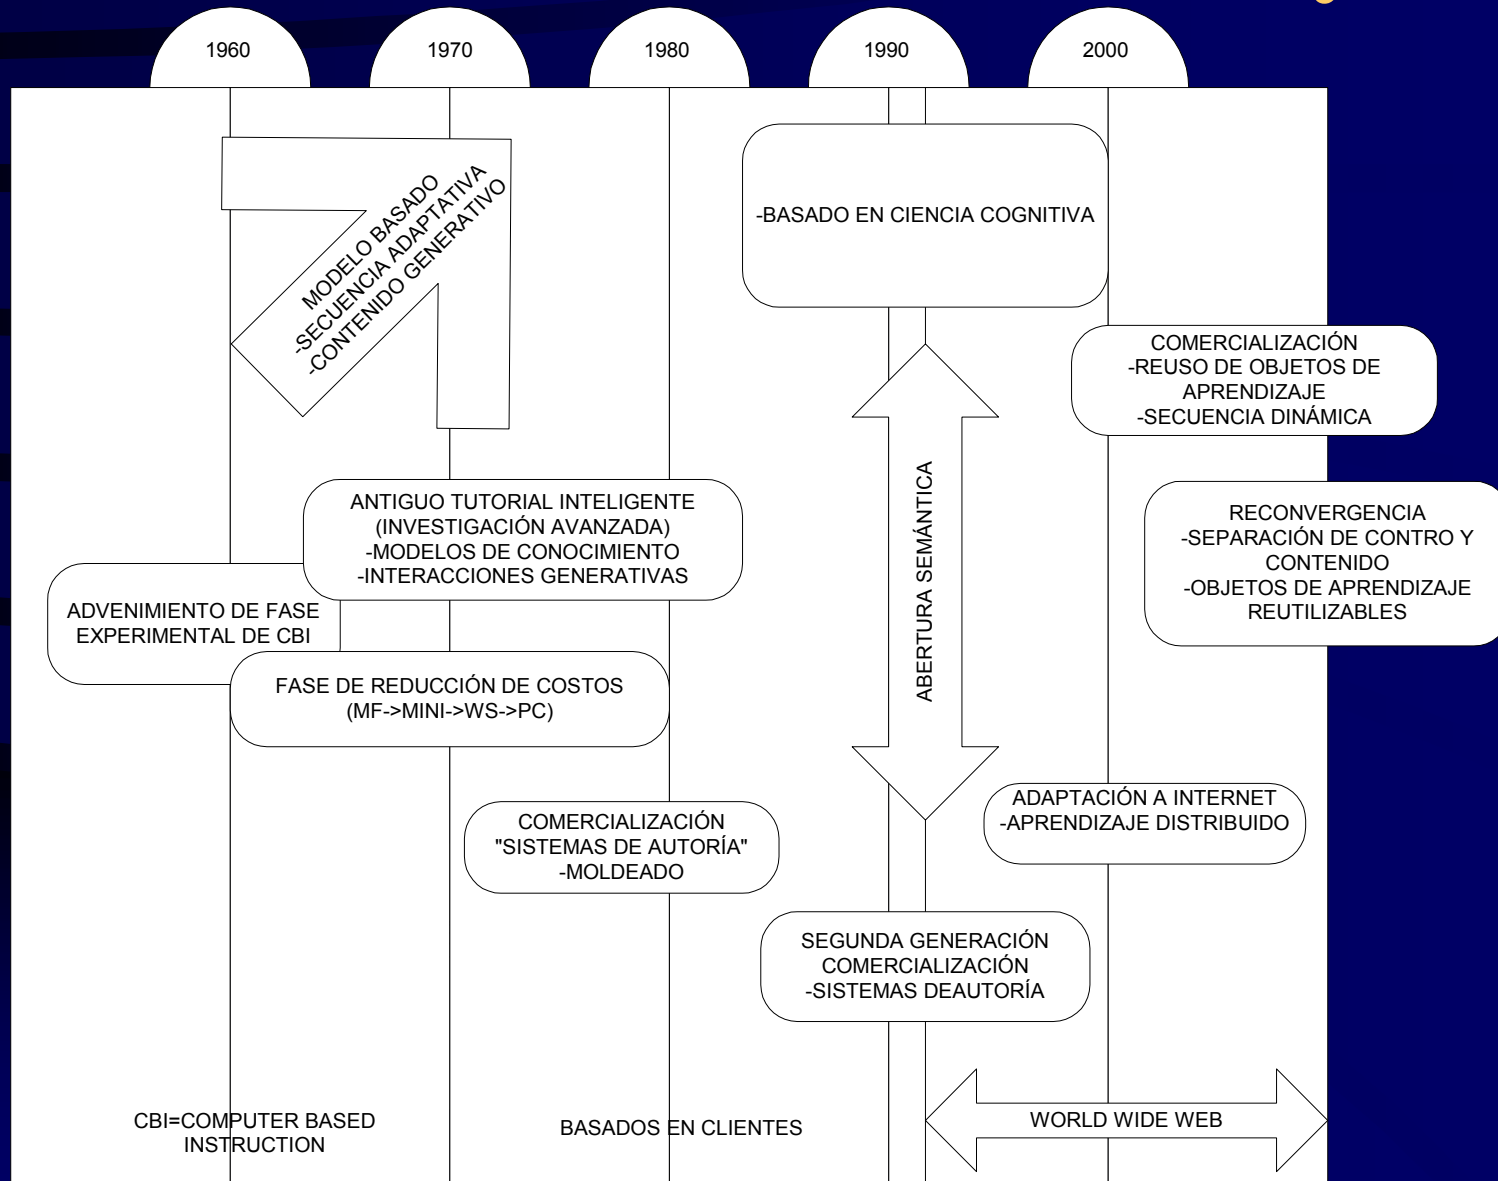 1960
1970
1980
1990
2000
MODELO BASADO
-SECUENCIA ADAPTATIVA
-CONTENIDO GENERATIVO
-BASADO EN CIENCIA COGNITIVA
COMERCIALIZACIÓN
-REUSO DE OBJETOS DE
APRENDIZAJE
-SECUENCIA DINÁMICA
ANTIGUO TUTORIAL INTELIGENTE
(INVESTIGACIÓN AVANZADA)
-MODELOS DE CONOCIMIENTO
-INTERACCIONES GENERATIVAS
ABERTURA SEMÁNTICA
RECONVERGENCIA
-SEPARACIÓN DE CONTRO Y
CONTENIDO
-OBJETOS DE APRENDIZAJE
REUTILIZABLES
ADVENIMIENTO DE FASE
EXPERIMENTAL DE CBI
FASE DE REDUCCIÓN DE COSTOS
(MF->MINI->WS->PC)
COMERCIALIZACIÓN
"SISTEMAS DE AUTORÍA"
-MOLDEADO
ADAPTACIÓN A INTERNET
-APRENDIZAJE DISTRIBUIDO
SEGUNDA GENERACIÓN
COMERCIALIZACIÓN
-SISTEMAS DEAUTORÍA
CBI=COMPUTER BASED
INSTRUCTION
BASADOS EN CLIENTES
WORLD WIDE WEB